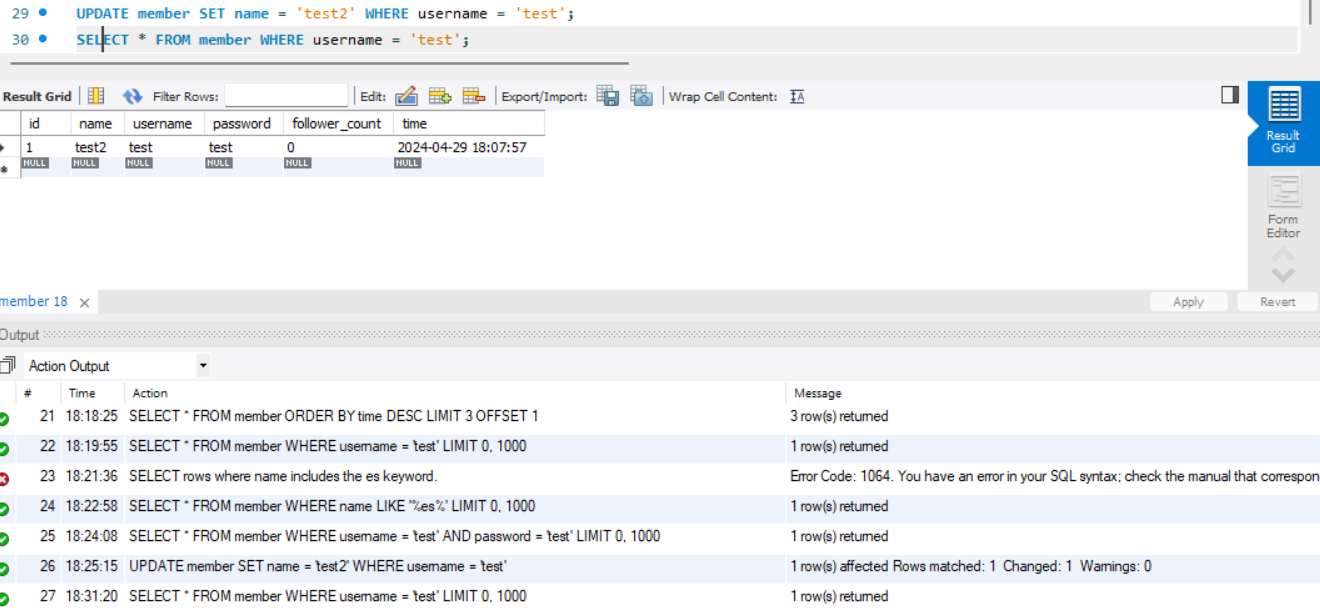 29 UPDATE member SET name = 'test2' WHERE username = 'test';
30 SELECT * FROM member WHERE username = 'test';
Result Grid Filter Rows: Edit: Export/Import: Wrap Cell Content: IA
id name username password follower_count time
1 test2 test test 0 2024-04-29 18:07:57
NULL NULL NULL NULL NULL NULL
Result
Grid
Form
Editor
member 18 Apply Revert
Output
Action Output
# Time Action Message
21 18:18:25 SELECT * FROM member ORDER BY time DESC LIMIT 3 OFFSET 1 3 row(s) returned
22 18:19:55 SELECT * FROM member WHERE username = 'test' LIMIT 0, 1000 1 row(s) returned
23 18:21:36 SELECT rows where name includes the es keyword. Error Code: 1064. You have an error in your SQL syntax; check the manual that correspon
24 18:22:58 SELECT * FROM member WHERE name LIKE '%es%' LIMIT 0, 1000 1 row(s) returned
25 18:24:08 SELECT * FROM member WHERE username = 'test' AND password = 'test' LIMIT 0, 1000 1 row(s) returned
26 18:25:15 UPDATE member SET name = 'test2' WHERE username = 'test' 1 row(s) affected Rows matched: 1 Changed: 1 Warnings: 0
27 18:31:20 SELECT * FROM member WHERE username = 'test' LIMIT 0, 1000 1 row(s) returned